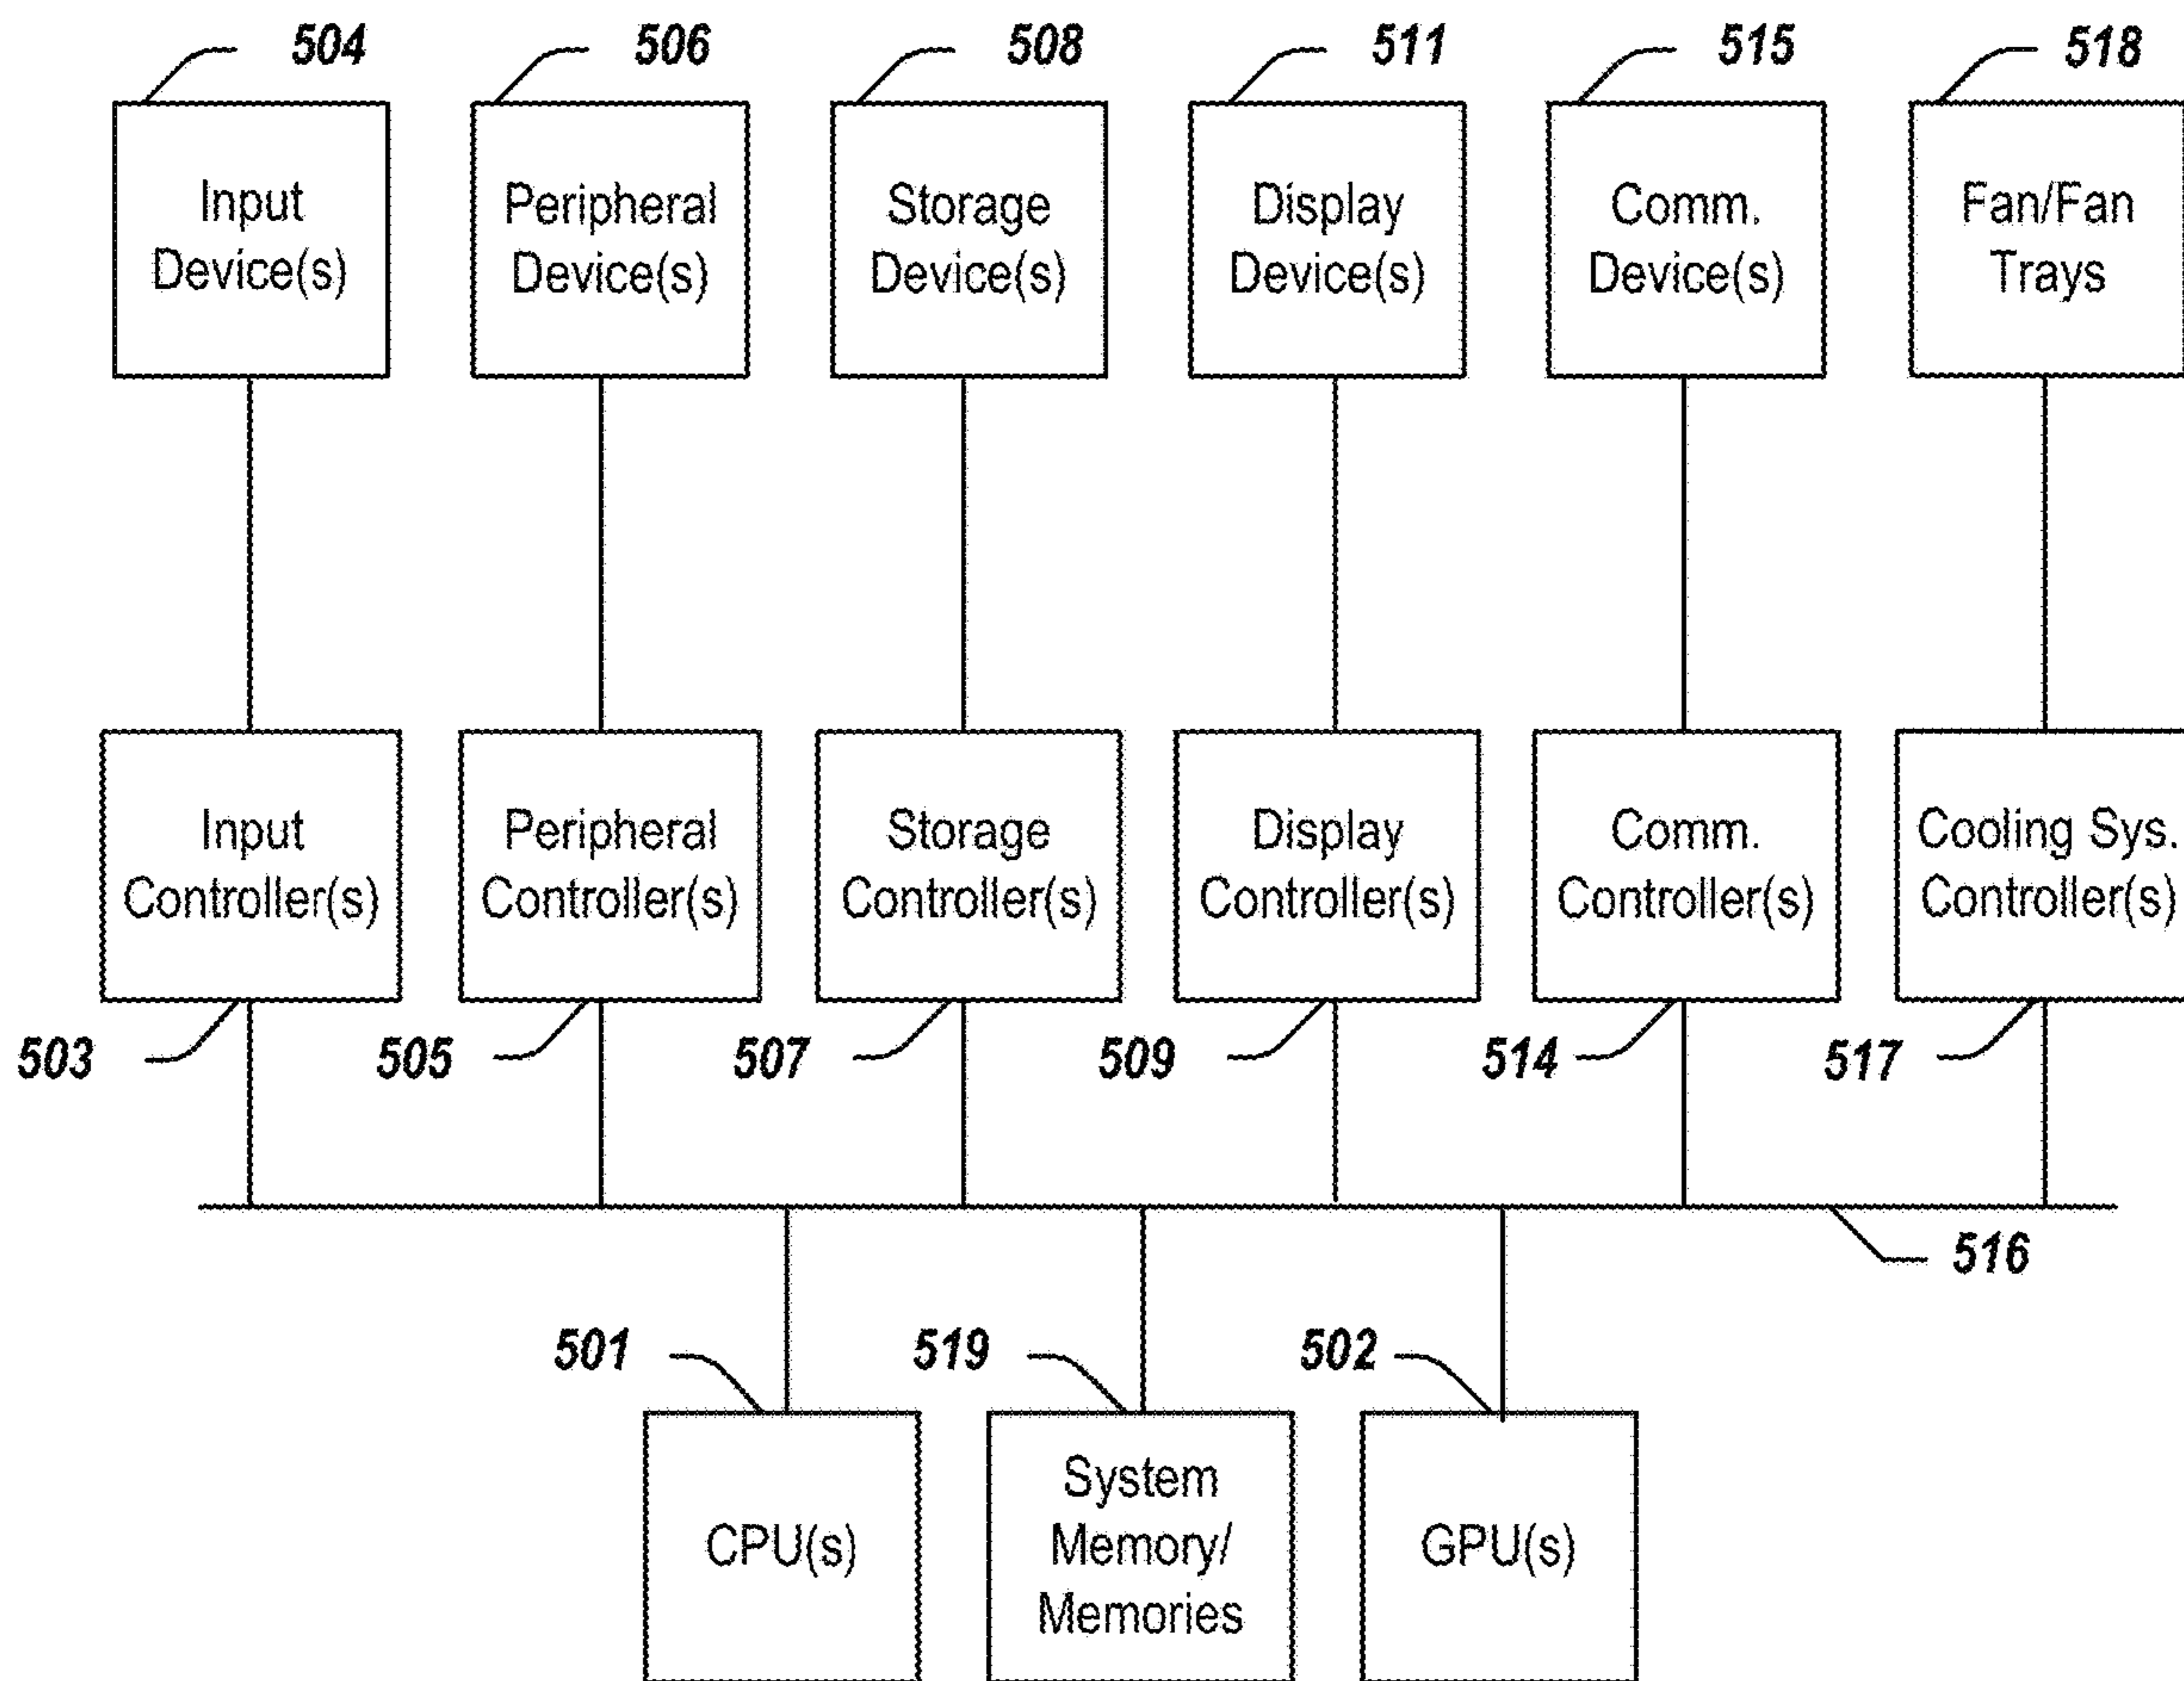 504 506 508 511 515 518
Input Peripheral Storage Display Comm. Fan/Fan
Device(s) Device(s) Device(s) Device(s) Device(s) Trays
Input Peripheral Storage Display Comm. Cooling Sys.
Controller(s) Controller(s) Controller(s) Controller(s) Controller(s) Controller(s)
503 505 507 509 514 517
516
501 519 502
System
CPU(s) Memory/ GPU(s)
Memories